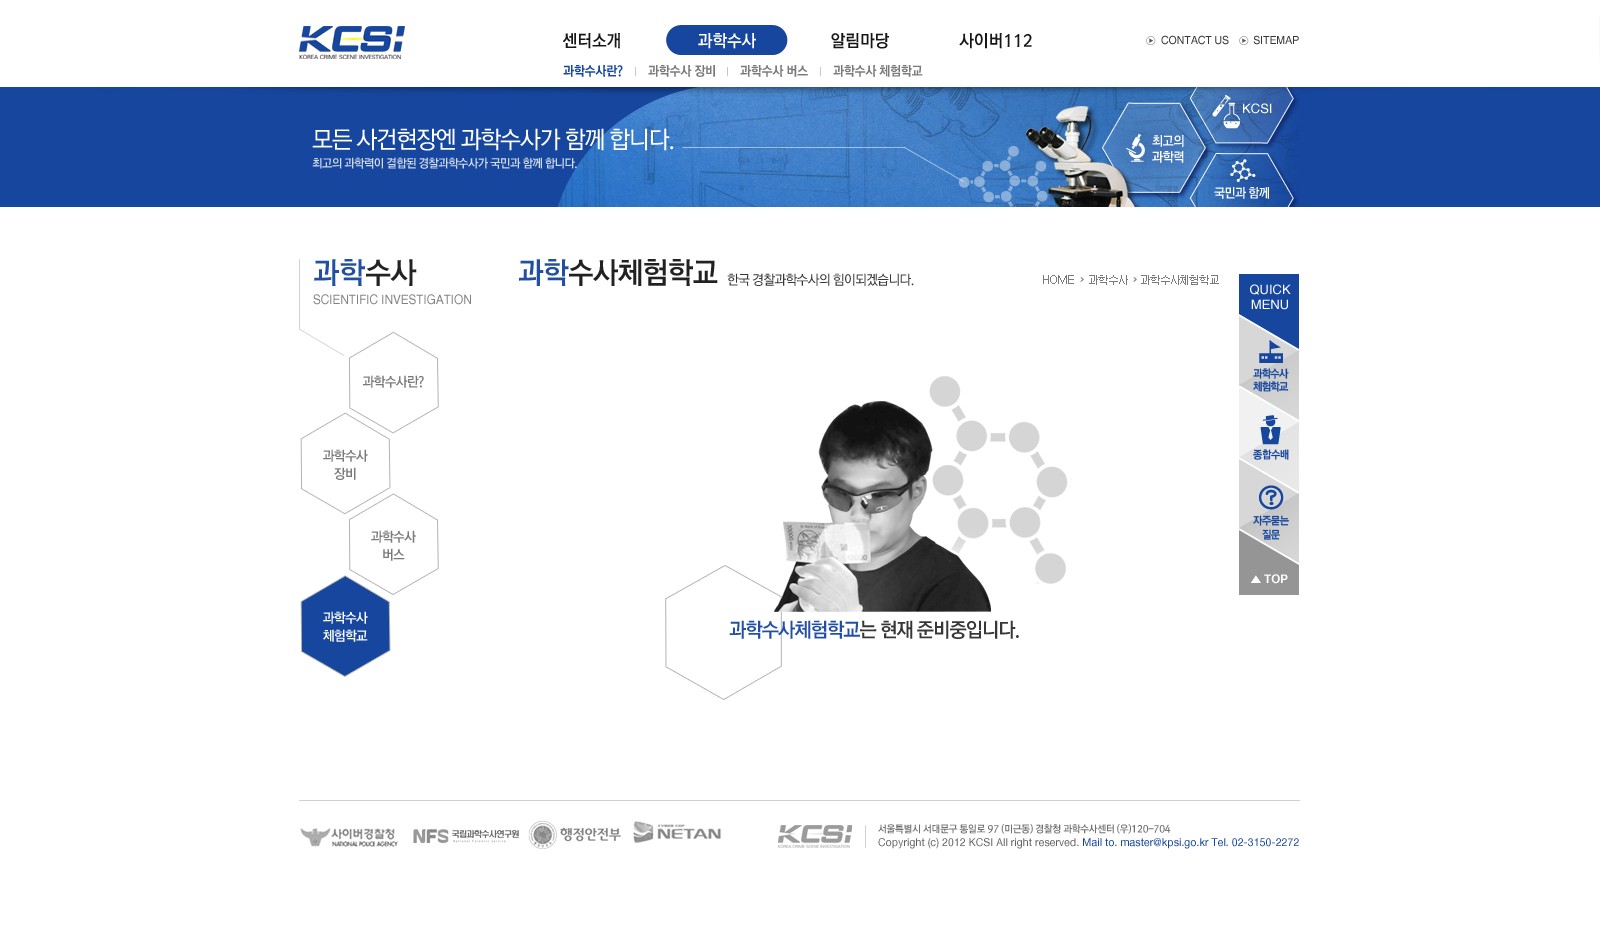 KCSI
KOREA CRIME SCENE INVESTIGATION
센터소개 과학수사 알림마당 사이버112
CONTACT US SITEMAP
과학수사란? 과학수사 장비 과학수사 버스 과학수사 체험학교
모든 사건현장엔 과학수사가 함께 합니다.
최고의 과학력이 결합된 경찰과학수사가 국민과 함께 합니다.
최고의
과학력
KCSI
국민과 함께
과학수사
SCIENTIFIC INVESTIGATION
과학수사란?
과학수사
장비
과학수사
버스
과학수사
체험학교
과학수사체험학교 한국 경찰과학수사의 힘이되겠습니다.
HOME > 과학수사 > 과학수사체험학교
과학수사체험학교는 현재 준비중입니다.
QUICK
MENU
과학수사
체험학교
종합수배
자주묻는
질문
TOP
사이버경찰청
NATIONAL POLICE AGENCY
NFS 국립과학수사연구원
행정안전부
NETAN
KCSI
KOREA CRIME SCENE INVESTIGATION
서울특별시 서대문구 통일로 97 (미근동) 경찰청 과학수사센터 (우)120-704
Copyright (c) 2012 KCSI All right reserved. Mail to. master@kpsi.go.kr Tel. 02-3150-2272